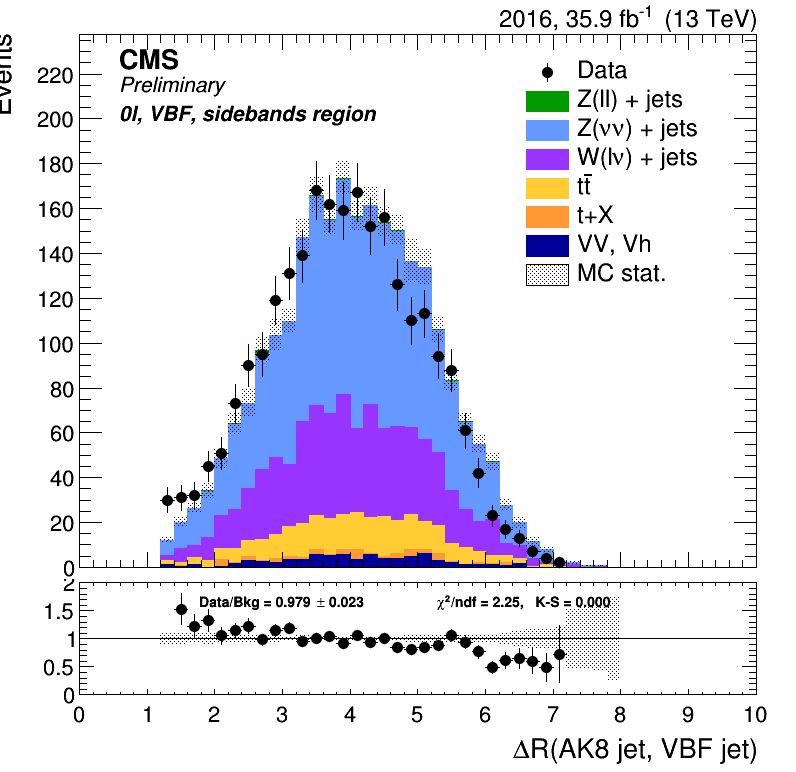 2016, 35.9 fb⁻¹ (13 TeV)
Events
CMS
Preliminary
0l, VBF, sidebands region
Data
Z(ll) + jets
Z(νν) + jets
W(lν) + jets
tt̄
t+X
VV, Vh
MC stat.
220
200
180
160
140
120
100
80
60
40
20
0
Data/Bkg = 0.979 ± 0.023
χ²/ndf = 2.25, K-S = 0.000
2
1.5
1
0.5
0
0 1 2 3 4 5 6 7 8 9 10
ΔR(AK8 jet, VBF jet)